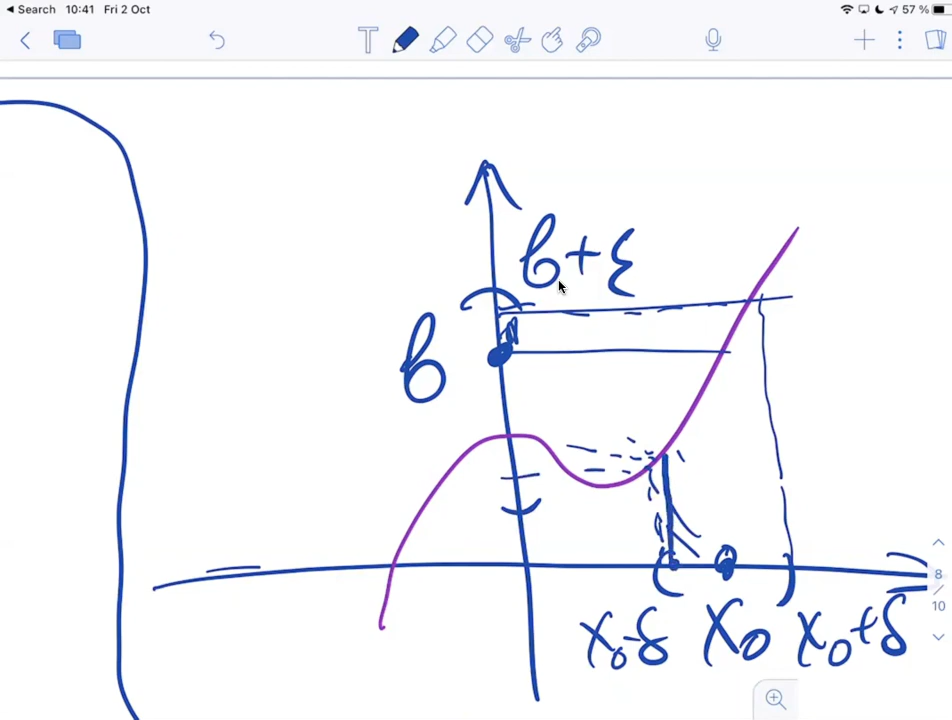 Search 10:41 Fri 2 Oct 57 %
T
b+ε
b
x₀-δ x₀ x₀+δ
8
10